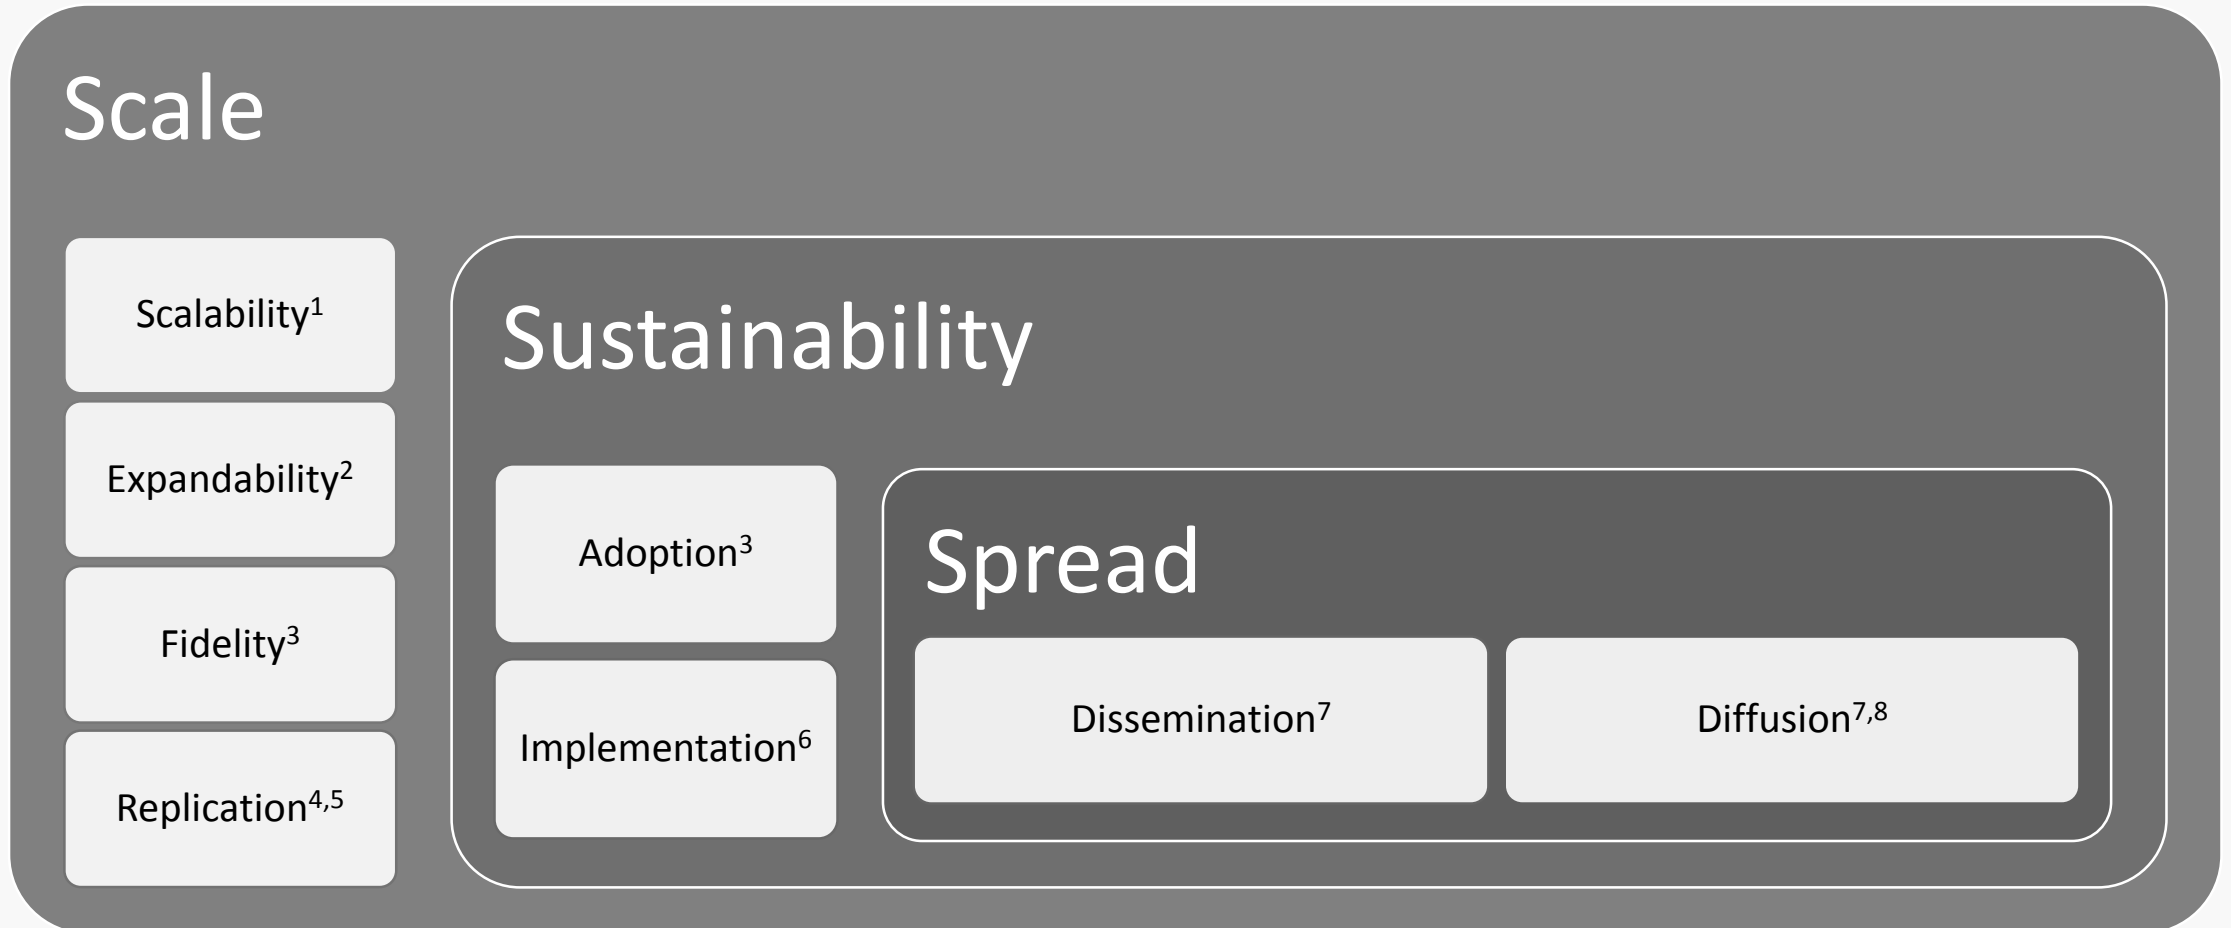 Scale
Scalability¹
Expandability²
Fidelity³
Replication⁴,⁵
Sustainability
Adoption³
Implementation⁶
Spread
Dissemination⁷
Diffusion⁷,⁸